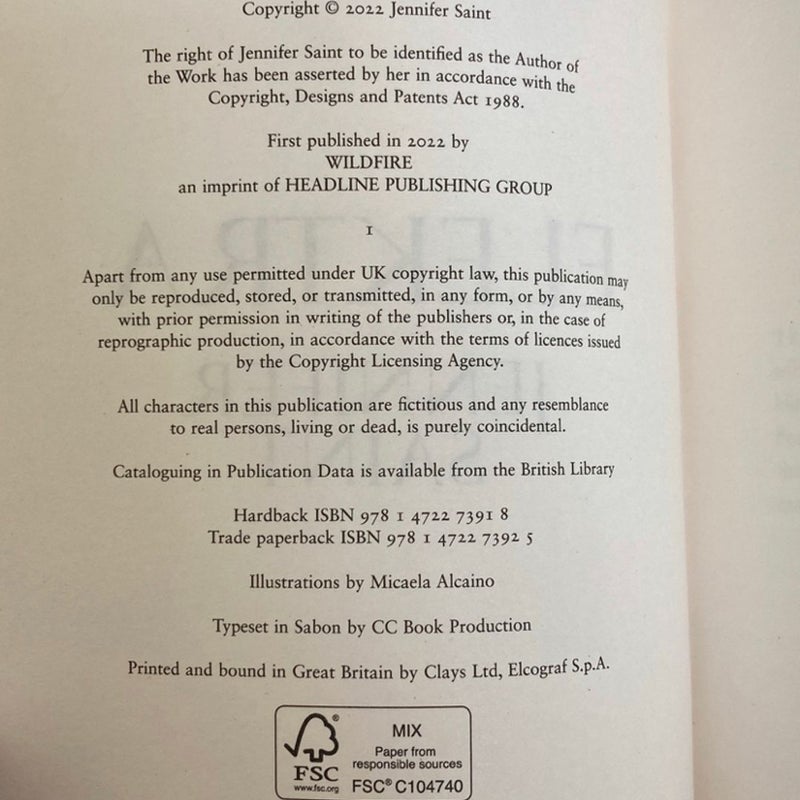 Copyright © 2022 Jennifer Saint
The right of Jennifer Saint to be identified as the Author of
the Work has been asserted by her in accordance with the
Copyright, Designs and Patents Act 1988.
First published in 2022 by
WILDFIRE
an imprint of HEADLINE PUBLISHING GROUP
1
Apart from any use permitted under UK copyright law, this publication may
only be reproduced, stored, or transmitted, in any form, or by any means,
with prior permission in writing of the publishers or, in the case of
reprographic production, in accordance with the terms of licences issued
by the Copyright Licensing Agency.
All characters in this publication are fictitious and any resemblance
to real persons, living or dead, is purely coincidental.
Cataloguing in Publication Data is available from the British Library
Hardback ISBN 978 1 4722 7391 8
Trade paperback ISBN 978 1 4722 7392 5
Illustrations by Micaela Alcaino
Typeset in Sabon by CC Book Production
Printed and bound in Great Britain by Clays Ltd, Elcograf S.p.A.
®
FSC
www.fsc.org
MIX
Paper from
responsible sources
FSC® C104740